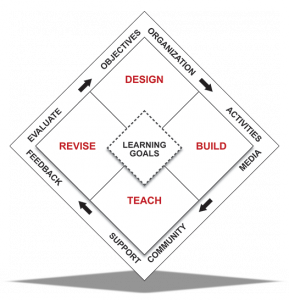 OBJECTIVES
ORGANIZATION
DESIGN
EVALUATE
ACTIVITIES
REVISE
LEARNING
GOALS
BUILD
FEEDBACK
MEDIA
TEACH
SUPPORT
COMMUNITY